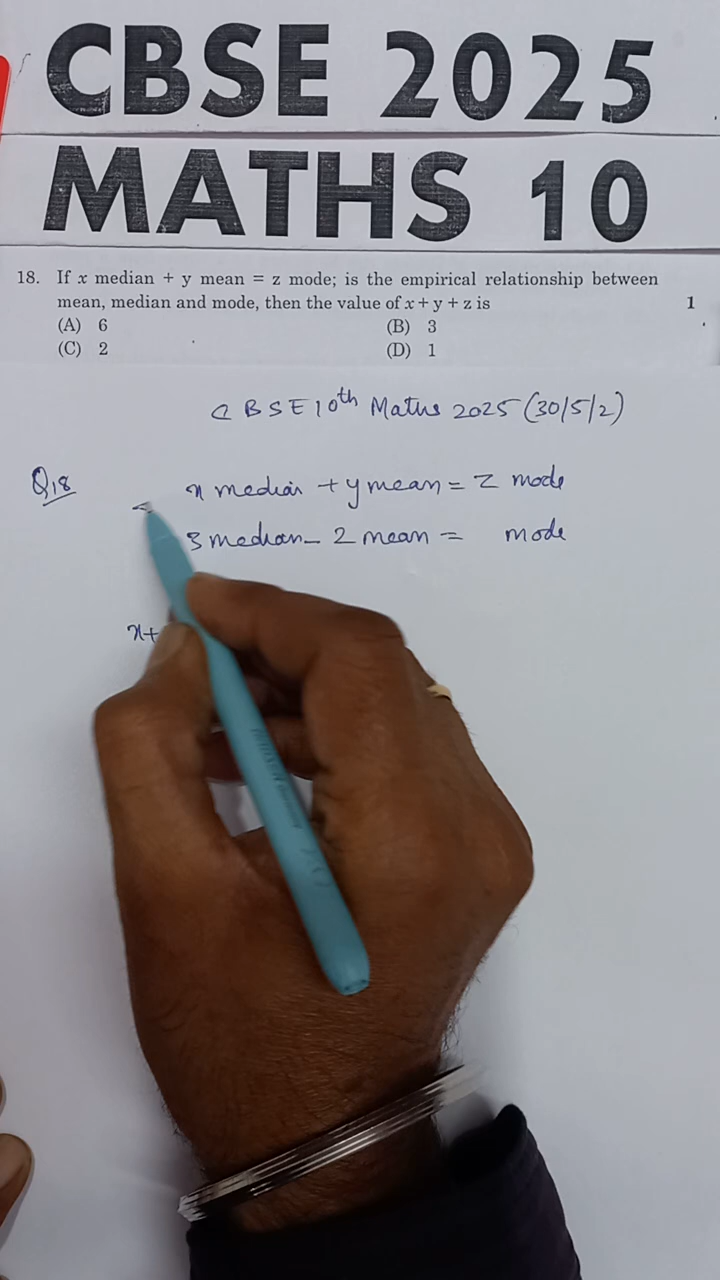 CBSE 2025
MATHS 10
18. If x median + y mean = z mode; is the empirical relationship between
mean, median and mode, then the value of x + y + z is 1
(A) 6 (B) 3
(C) 2 (D) 1
CBSE 10th Maths 2025 (30/5/2)
Q18 x median + y mean = z mode
3 median - 2 mean = mode
x+